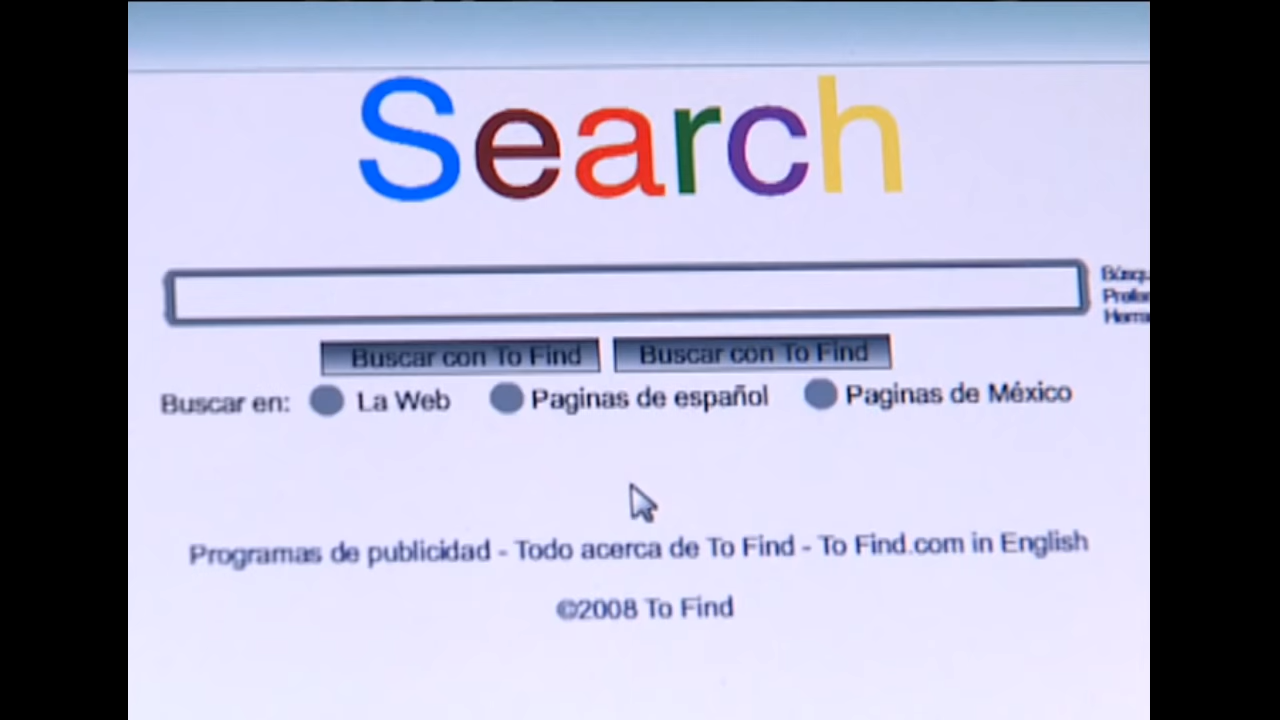 Search
Buscar con To Find Buscar con To Find
Buscar en: La Web Paginas de español Paginas de México
Programas de publicidad - Todo acerca de To Find - To Find.com in English
©2008 To Find